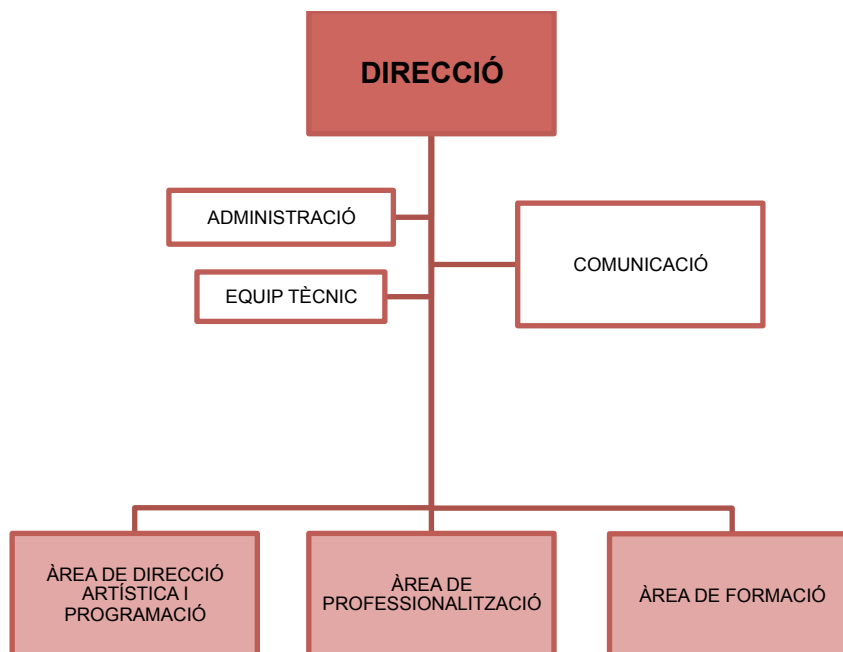 DIRECCIÓ
ADMINISTRACIÓ
COMUNICACIÓ
EQUIP TÈCNIC
ÀREA DE DIRECCIÓ
ARTÍSTICA I
PROGRAMACIÓ
ÀREA DE
PROFESSIONALITZACIÓ
ÀREA DE FORMACIÓ